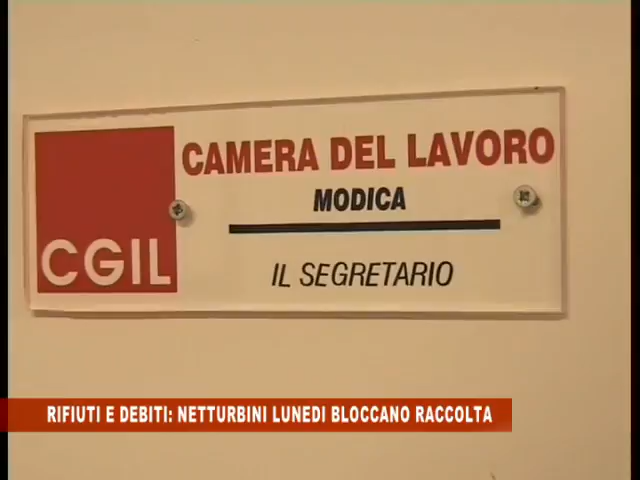 CAMERA DEL LAVORO
MODICA
CGIL
IL SEGRETARIO
RIFIUTI E DEBITI: NETTURBINI LUNEDI BLOCCANO RACCOLTA